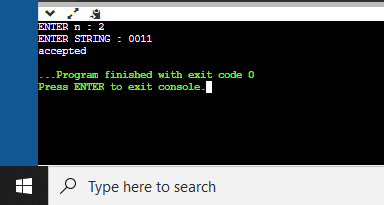 ENTER n : 2
ENTER STRING : 0011
accepted
...Program finished with exit code 0
Press ENTER to exit console.
Type here to search